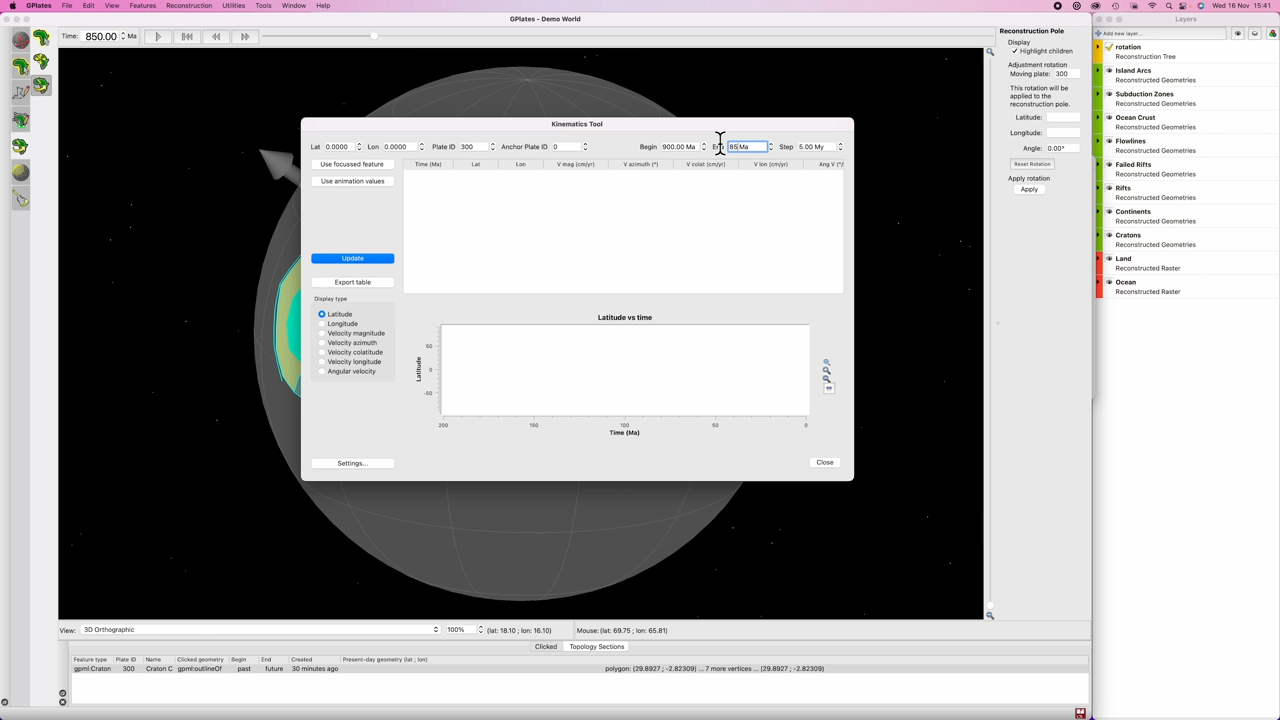 GPlates File Edit View Features Reconstruction Utilities Tools Window Help
Wed 16 Nov 15:41
GPlates - Demo World
Layers
Time: 850.00 Ma
Add new layer...
rotation
Reconstruction Tree
Island Arcs
Reconstructed Geometries
Subduction Zones
Reconstructed Geometries
Ocean Crust
Reconstructed Geometries
Flowlines
Reconstructed Geometries
Failed Rifts
Reconstructed Geometries
Rifts
Reconstructed Geometries
Continents
Reconstructed Geometries
Cratons
Reconstructed Geometries
Land
Reconstructed Raster
Ocean
Reconstructed Raster
Reconstruction Pole
Display
Highlight children
Adjustment rotation
Moving plate: 300
This rotation will be
applied to the
reconstruction pole.
Latitude:
Longitude:
Angle: 0.00°
Reset Rotation
Apply rotation
Apply
Kinematics Tool
Lat 0.0000 Lon 0.0000 Plate ID 300 Anchor Plate ID 0 Begin 900.00 Ma 85 Ma Step 5.00 My
Use focussed feature
Use animation values
Time (Ma) Lat Lon V mag (cm/yr) V azimuth (°) V colat (cm/yr) V lon (cm/yr) Ang V (°/
Update
Export table
Display type
Latitude
Longitude
Velocity magnitude
Velocity azimuth
Velocity colatitude
Velocity longitude
Angular velocity
Latitude vs time
Latitude
50
0
-50
200 150 100 50 0
Time (Ma)
Settings...
Close
View: 3D Orthographic 100% (lat: 18.10 ; lon: 16.10) Mouse: (lat: 69.75 ; lon: 65.81)
Clicked Topology Sections
Feature type Plate ID Name Clicked geometry Begin End Created Present-day geometry (lat ; lon)
gpml:Craton 300 Craton C gpml:outlineOf past future 30 minutes ago polygon: (29.8927 ; -2.82309) ... 7 more vertices ... (29.8927 ; -2.82309)